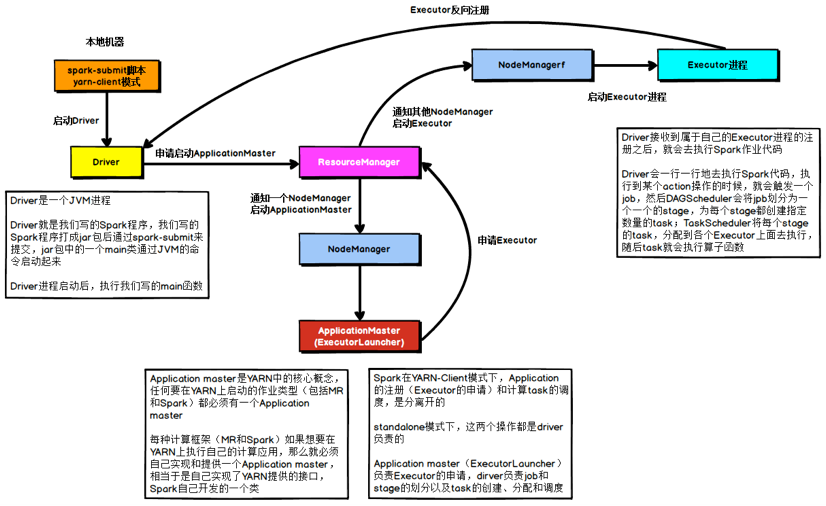 Executor反向注册
本地机器
spark-submit脚本
yarn-client模式
NodeManagerf
Executor进程
启动Executor进程
启动Driver
通知其他NodeManager
启动Executor
Driver
申请启动ApplicationMaster
ResourceManager
Driver接收到属于自己的Executor进程的
注册之后，就会去执行Spark作业代码
Driver会一行一行地去执行Spark代码，执
行到某个action操作的时候，就会触发一个
job，然后DAGScheduler会将jpb划分为一
个一个的stage，为每个stage都创建指定
数量的task；TaskScheduler将每个stage
的task，分配到各个Executor上面去执行，
随后task就会执行算子函数
Driver是一个JVM进程
Driver就是我们写的Spark程序，我们写的
Spark程序打成jar包后通过spark-submit来
提交，jar包中的一个main类通过JVM的命
令启动起来
Driver进程启动后，执行我们写的main函数
通知一个NodeManager
启动ApplicationMaster
NodeManager
申请Executor
ApplicationMaster
(ExecutorLauncher)
Application master是YARN中的核心概念，
任何要在YARN上启动的作业类型（包括MR
和Spark）都必须有一个Application
master
每种计算框架（MR和Spark）如果想要在
YARN上执行自己的计算应用，那么就必须
自己实现和提供一个Application master，
相当于是自己实现了YARN提供的接口，
Spark自己开发的一个类
Spark在YARN-Client模式下，Application
的注册（Executor的申请）和计算task的调
度，是分离开的
standalone模式下，这两个操作都是driver
负责的
Application master（ExecutorLauncher）
负责Executor的申请，dirver负责job和
stage的划分以及task的创建、分配和调度